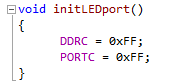 void initLEDport()
{
DDRC = 0xFF;
PORTC = 0xFF;
}